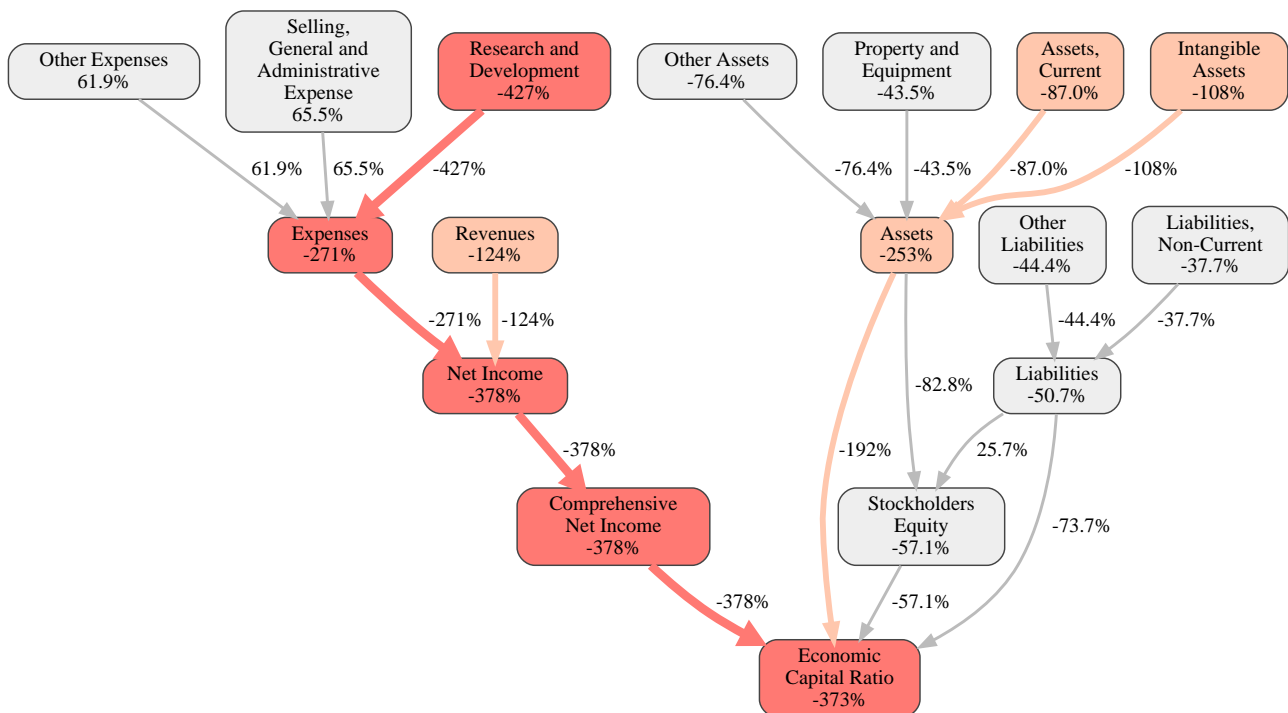 Other Expenses
61.9%
Selling,
General and
Administrative
Expense
65.5%
Research and
Development
-427%
Other Assets
-76.4%
Property and
Equipment
-43.5%
Assets,
Current
-87.0%
Intangible
Assets
-108%
61.9%
65.5%
-427%
-76.4%
-43.5%
-87.0%
-108%
Expenses
-271%
Revenues
-124%
Assets
-253%
Other
Liabilities
-44.4%
Liabilities,
Non-Current
-37.7%
-271%
-124%
-44.4%
-37.7%
Net Income
-378%
Liabilities
-50.7%
-82.8%
-378%
-192%
25.7%
Comprehensive
Net Income
-378%
Stockholders
Equity
-57.1%
-73.7%
-378%
-57.1%
Economic
Capital Ratio
-373%